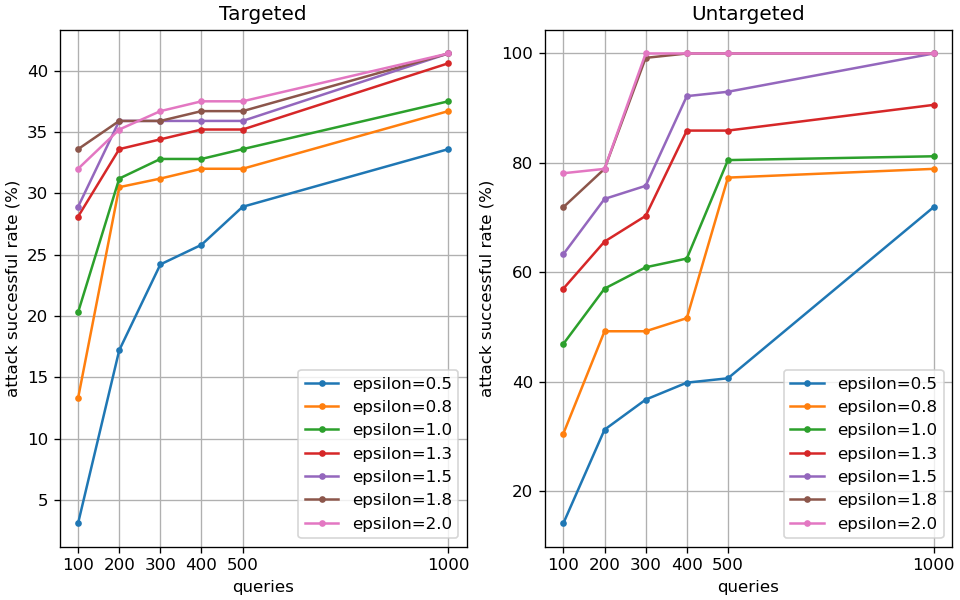 Targeted
attack successful rate (%)
40
35
30
25
20
15
10
5
100 200 300 400 500 1000
queries
epsilon=0.5
epsilon=0.8
epsilon=1.0
epsilon=1.3
epsilon=1.5
epsilon=1.8
epsilon=2.0
Untargeted
attack successful rate (%)
100
80
60
40
20
100 200 300 400 500 1000
queries
epsilon=0.5
epsilon=0.8
epsilon=1.0
epsilon=1.3
epsilon=1.5
epsilon=1.8
epsilon=2.0